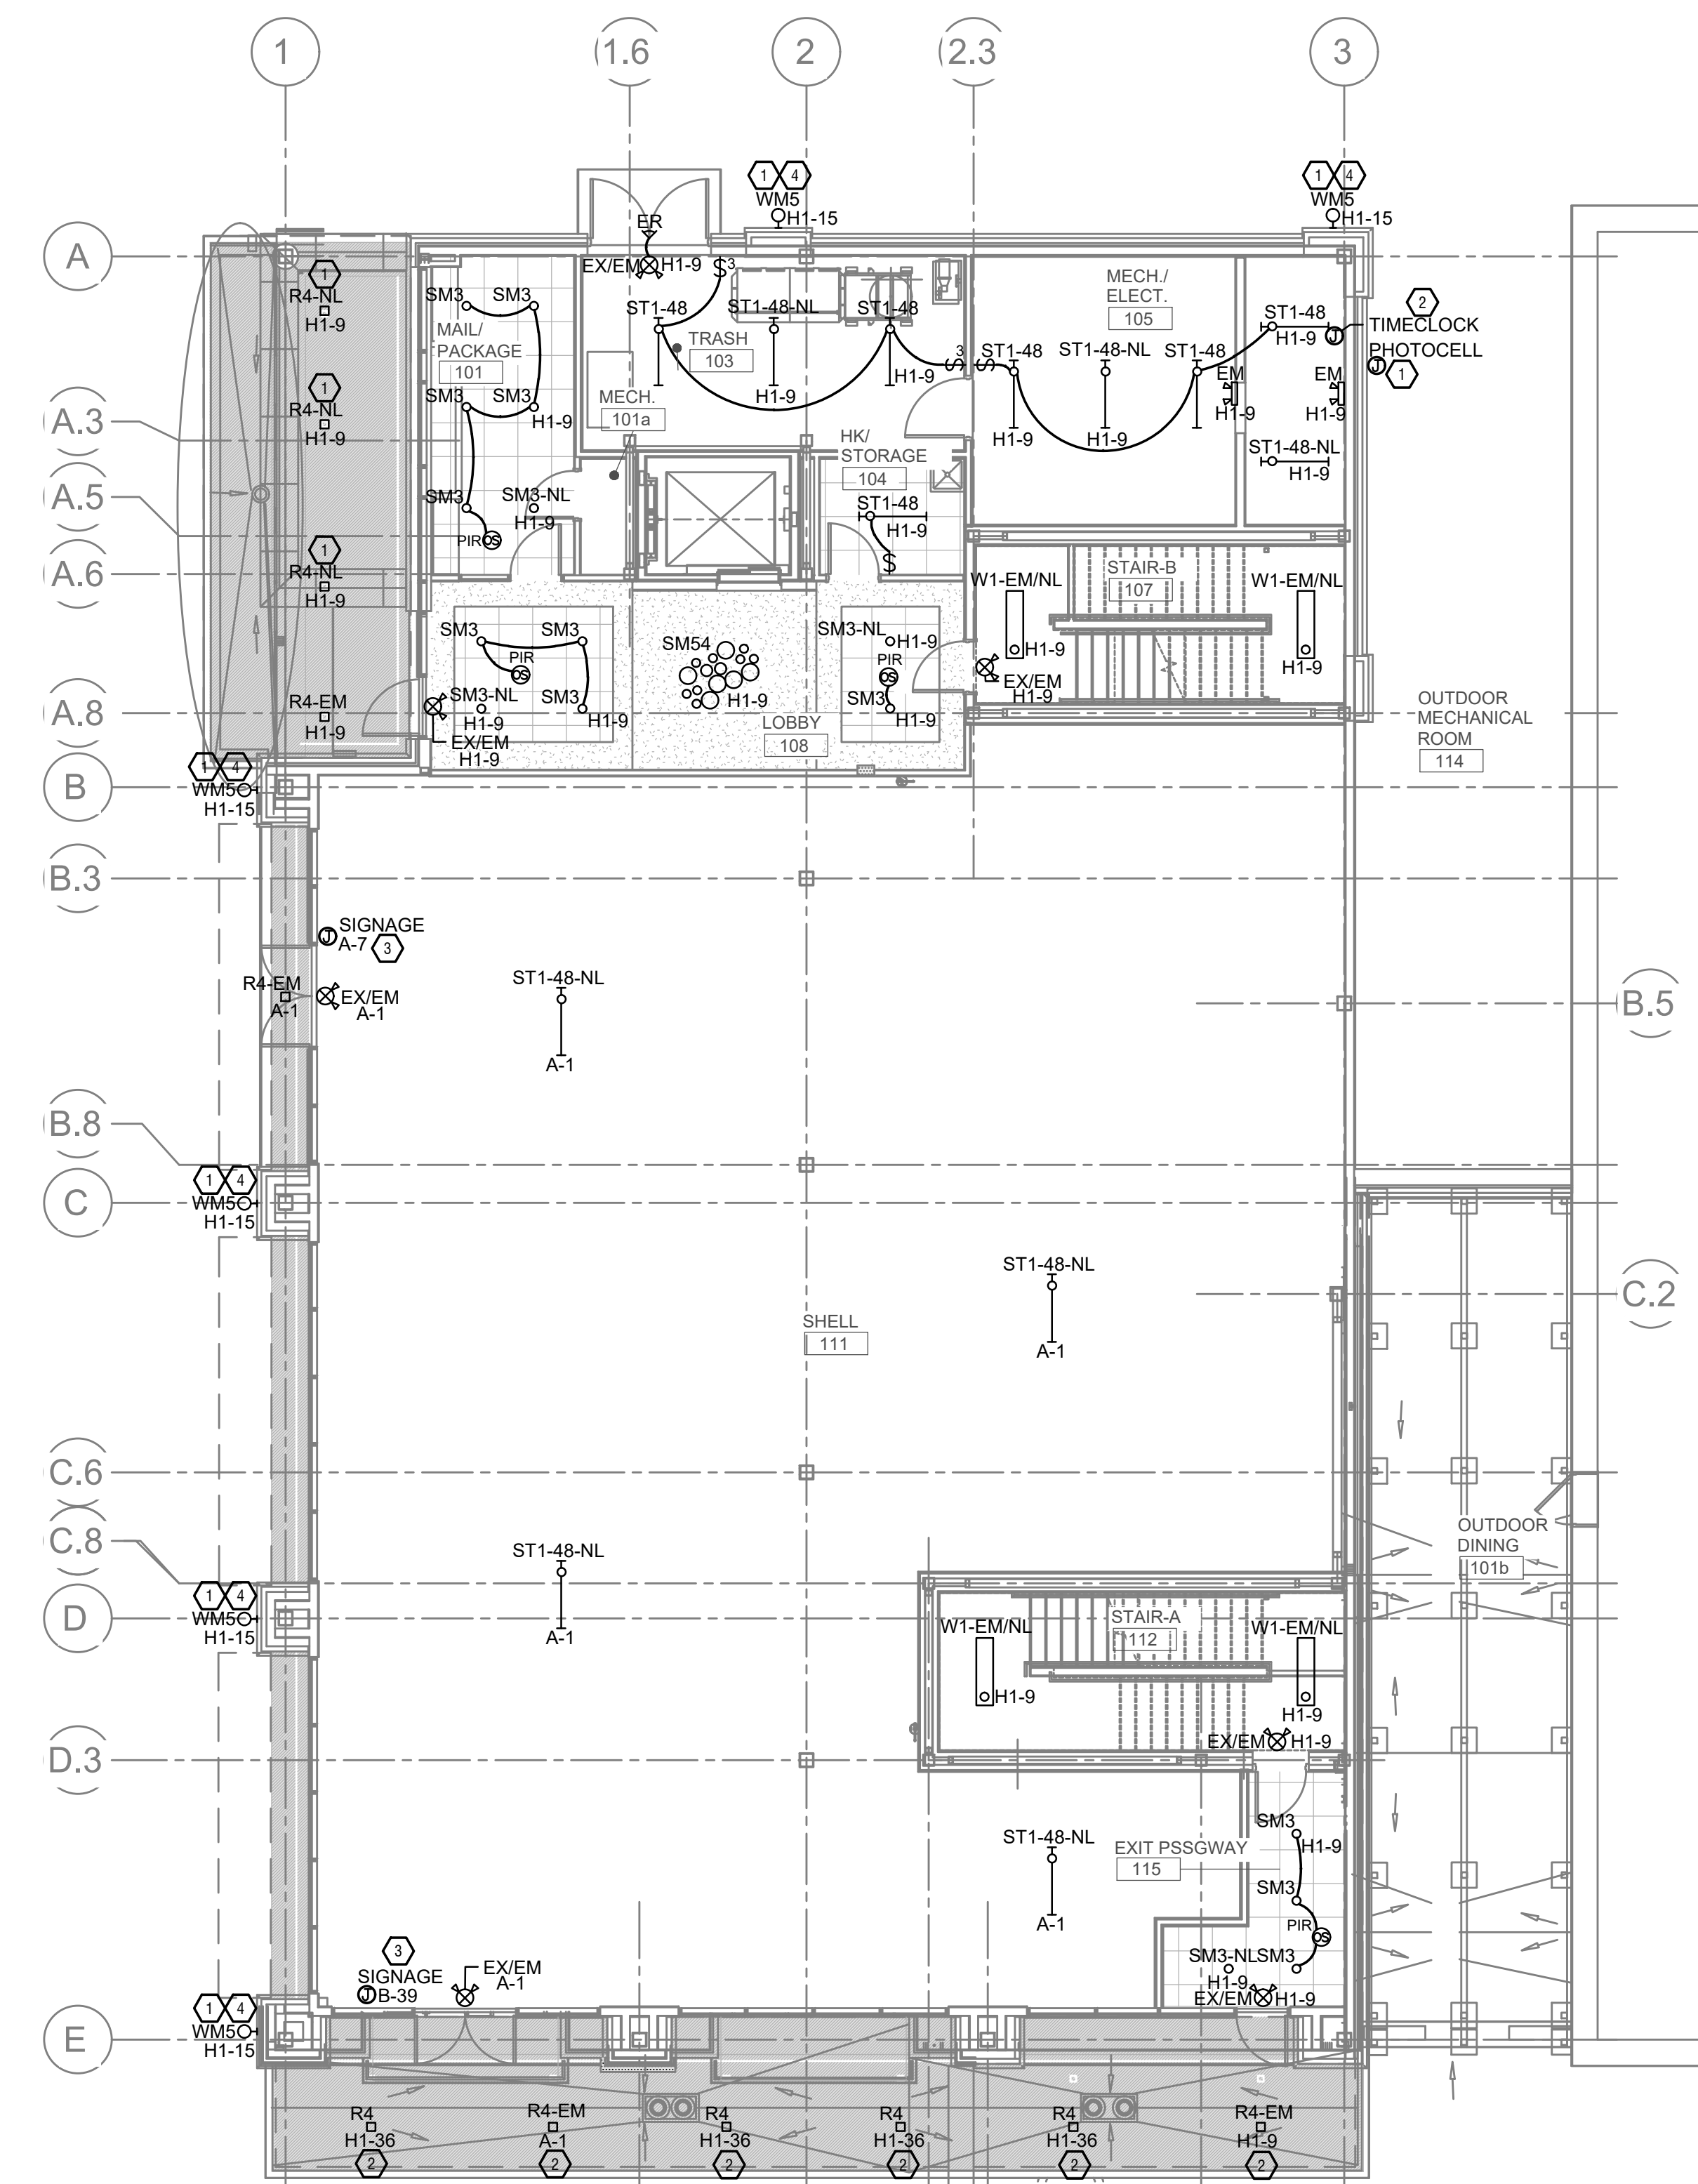 1
1.6
2
2.3
3
1 4
WM5
H1-15
1 4
WM5
H1-15
A
ER
EX/EM H1-9
$3
1
R4-NL
H1-9
SM3 SM3
MAIL/
PACKAGE
101
ST1-48
ST1-48-NL
ST1-48
TRASH
103
H1-9
3
$
$
MECH./
ELECT.
105
ST1-48
H1-9
2
TIMECLOCK
J
PHOTOCELL
J
1
ST1-48
ST1-48-NL
ST1-48
EM
H1-9
EM
H1-9
H1-9
H1-9
1
R4-NL
H1-9
SM3 SM3
H1-9
MECH.
101a
A.3
HK/
STORAGE
104
ST1-48-NL
H1-9
A.5
SM3
SM3-NL
H1-9
PIR OS
ST1-48
H1-9
$
A.6
1
R4-NL
H1-9
STAIR-B
107
W1-EM/NL
H1-9
W1-EM/NL
H1-9
SM3 SM3
PIR
OS
SM54
H1-9
SM3-NL
H1-9
PIR
OS
SM3
H1-9
EX/EM
H1-9
SM3-NL
H1-9
SM3
H1-9
EX/EM
H1-9
LOBBY
108
A.8
R4-EM
H1-9
OUTDOOR
MECHANICAL
ROOM
114
1 4
WM5
H1-15
B
B.3
J SIGNAGE
A-7
3
R4-EM
A-1
EX/EM
A-1
ST1-48-NL
A-1
B.5
B.8
1 4
WM5
H1-15
C
ST1-48-NL
A-1
C.2
SHELL
111
C.6
C.8
OUTDOOR
DINING
101b
ST1-48-NL
A-1
1 4
WM5
H1-15
D
STAIR-A
112
W1-EM/NL
H1-9
W1-EM/NL
H1-9
EX/EM H1-9
D.3
SM3
H1-9
ST1-48-NL
A-1
EXIT PSSGWAY
115
SM3
PIR
OS
SM3-NL SM3
H1-9
EX/EM H1-9
3
SIGNAGE
J B-39
EX/EM
A-1
1 4
WM5
H1-15
E
R4
H1-36
2
R4-EM
A-1
2
R4
H1-36
2
R4
H1-36
2
R4
H1-36
2
R4-EM
H1-9
2